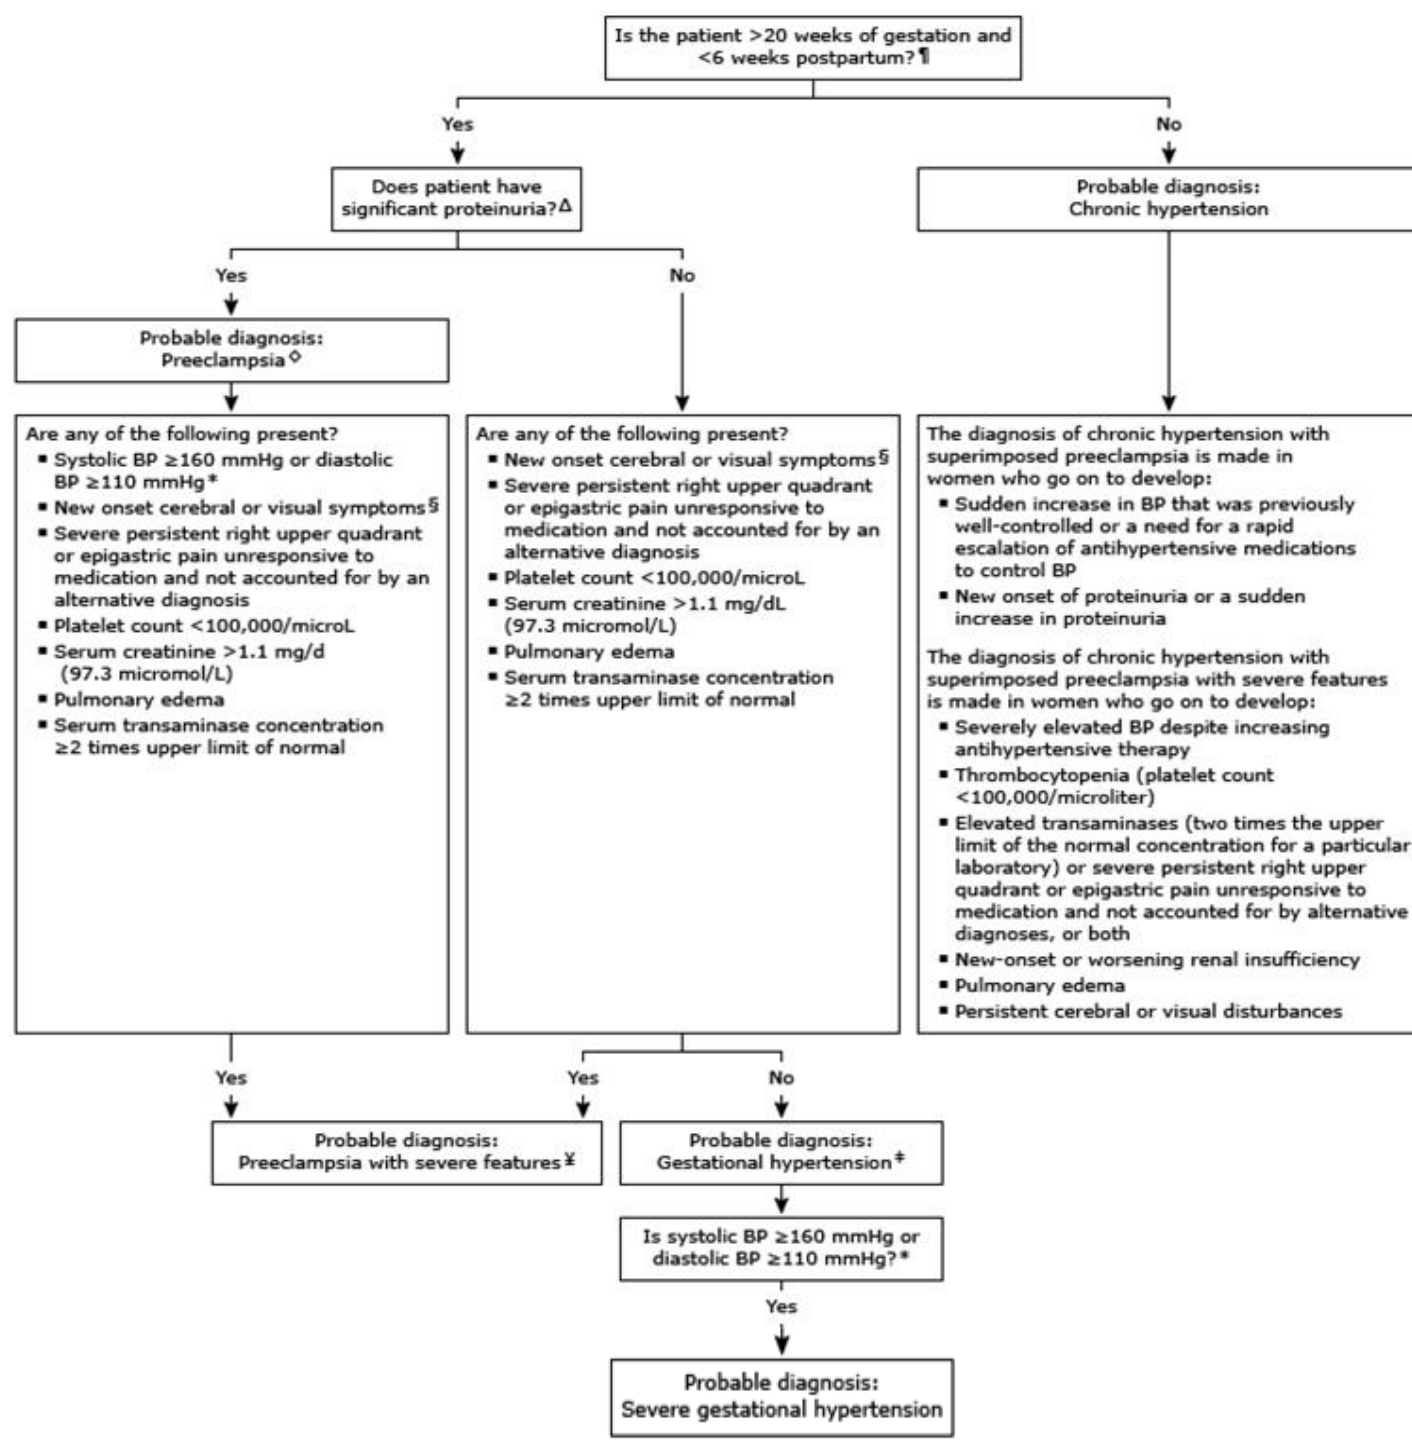 Is the patient >20 weeks of gestation and
<6 weeks postpartum?¶
Yes
No
Does patient have
significant proteinuria?Δ
Probable diagnosis:
Chronic hypertension
Yes
No
Probable diagnosis:
Preeclampsia◇
Are any of the following present?
▪ Systolic BP ≥160 mmHg or diastolic
BP ≥110 mmHg*
▪ New onset cerebral or visual symptoms§
▪ Severe persistent right upper quadrant
or epigastric pain unresponsive to
medication and not accounted for by an
alternative diagnosis
▪ Platelet count <100,000/microL
▪ Serum creatinine >1.1 mg/d
(97.3 micromol/L)
▪ Pulmonary edema
▪ Serum transaminase concentration
≥2 times upper limit of normal
Are any of the following present?
▪ New onset cerebral or visual symptoms§
▪ Severe persistent right upper quadrant
or epigastric pain unresponsive to
medication and not accounted for by an
alternative diagnosis
▪ Platelet count <100,000/microL
▪ Serum creatinine >1.1 mg/dL
(97.3 micromol/L)
▪ Pulmonary edema
▪ Serum transaminase concentration
≥2 times upper limit of normal
The diagnosis of chronic hypertension with
superimposed preeclampsia is made in
women who go on to develop:
▪ Sudden increase in BP that was previously
well-controlled or a need for a rapid
escalation of antihypertensive medications
to control BP
▪ New onset of proteinuria or a sudden
increase in proteinuria
The diagnosis of chronic hypertension with
superimposed preeclampsia with severe features
is made in women who go on to develop:
▪ Severely elevated BP despite increasing
antihypertensive therapy
▪ Thrombocytopenia (platelet count
<100,000/microliter)
▪ Elevated transaminases (two times the upper
limit of the normal concentration for a particular
laboratory) or severe persistent right upper
quadrant or epigastric pain unresponsive to
medication and not accounted for by alternative
diagnoses, or both
▪ New-onset or worsening renal insufficiency
▪ Pulmonary edema
▪ Persistent cerebral or visual disturbances
Yes
Yes
No
Probable diagnosis:
Preeclampsia with severe features¥
Probable diagnosis:
Gestational hypertension‡
Is systolic BP ≥160 mmHg or
diastolic BP ≥110 mmHg?*
Yes
Probable diagnosis:
Severe gestational hypertension